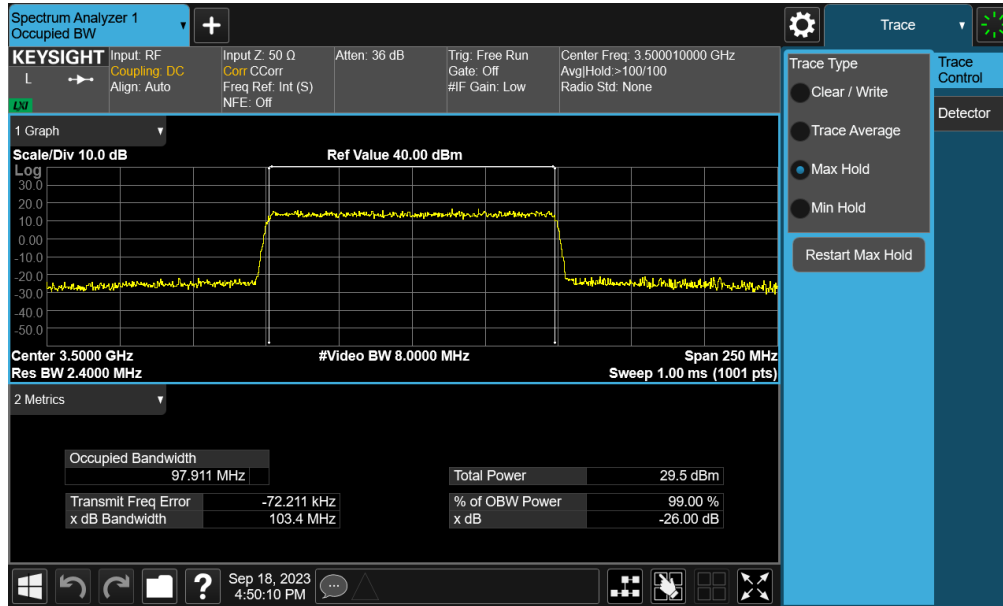 Spectrum Analyzer 1
Occupied BW
+
Trace
KEYSIGHT
L
LXI
Input: RF
Coupling: DC
Align: Auto
Input Z: 50 Ω
Corr CCorr
Freq Ref: Int (S)
NFE: Off
Atten: 36 dB
Trig: Free Run
Gate: Off
#IF Gain: Low
Center Freq: 3.500010000 GHz
Avg|Hold:>100/100
Radio Std: None
Trace Type
Clear / Write
Trace Average
Max Hold
Min Hold
Restart Max Hold
Trace
Control
Detector
1 Graph
Scale/Div 10.0 dB
Ref Value 40.00 dBm
Log
30.0
20.0
10.0
0.00
-10.0
-20.0
-30.0
-40.0
-50.0
Center 3.5000 GHz
#Video BW 8.0000 MHz
Span 250 MHz
Res BW 2.4000 MHz
Sweep 1.00 ms (1001 pts)
2 Metrics
Occupied Bandwidth
97.911 MHz
Total Power 29.5 dBm
Transmit Freq Error -72.211 kHz
% of OBW Power 99.00 %
x dB Bandwidth 103.4 MHz
x dB -26.00 dB
?
Sep 18, 2023
4:50:10 PM